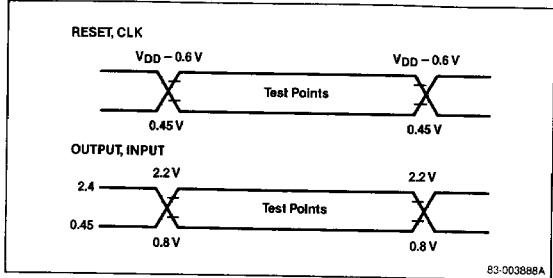 RESET, CLK
VDD – 0.6 V VDD – 0.6 V
Test Points
0.45 V 0.45 V
OUTPUT, INPUT
2.2 V 2.2 V
2.4
Test Points
0.45
0.8 V 0.8 V
83-003888A